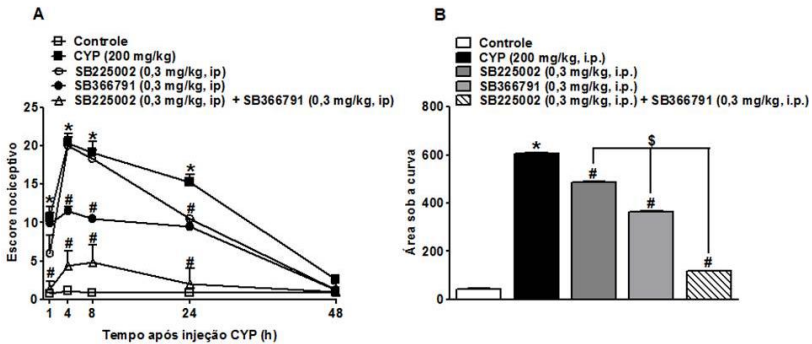 A
Controle
CYP (200 mg/kg)
SB225002 (0,3 mg/kg, ip)
SB366791 (0,3 mg/kg, ip)
SB225002 (0,3 mg/kg, ip) + SB366791 (0,3 mg/kg, ip)
Escore nociceptivo
25
20
15
10
5
0
* * * *
# # #
# # # #
1 4 8 24 48
Tempo após injeção CYP (h)
B
Controle
CYP (200 mg/kg, i.p.)
SB225002 (0,3 mg/kg, i.p.)
SB366791 (0,3 mg/kg, i.p.)
SB225002 (0,3 mg/kg, i.p.) + SB366791 (0,3 mg/kg, i.p.)
Área sob a curva
800
600
400
200
0
*
#
#
#
$